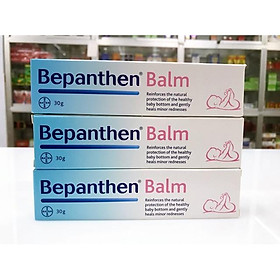 Bepanthen® Balm
Reinforces the natural
protection of the healthy
baby bottom and gently
heals minor rednesses
BAYER
30g
Bepanthen® Balm
Reinforces the natural
protection of the healthy
baby bottom and gently
heals minor rednesses
30g
Bepanthen® Balm
Reinforces the natural
protection of the healthy
baby bottom and gently
heals minor rednesses
30g